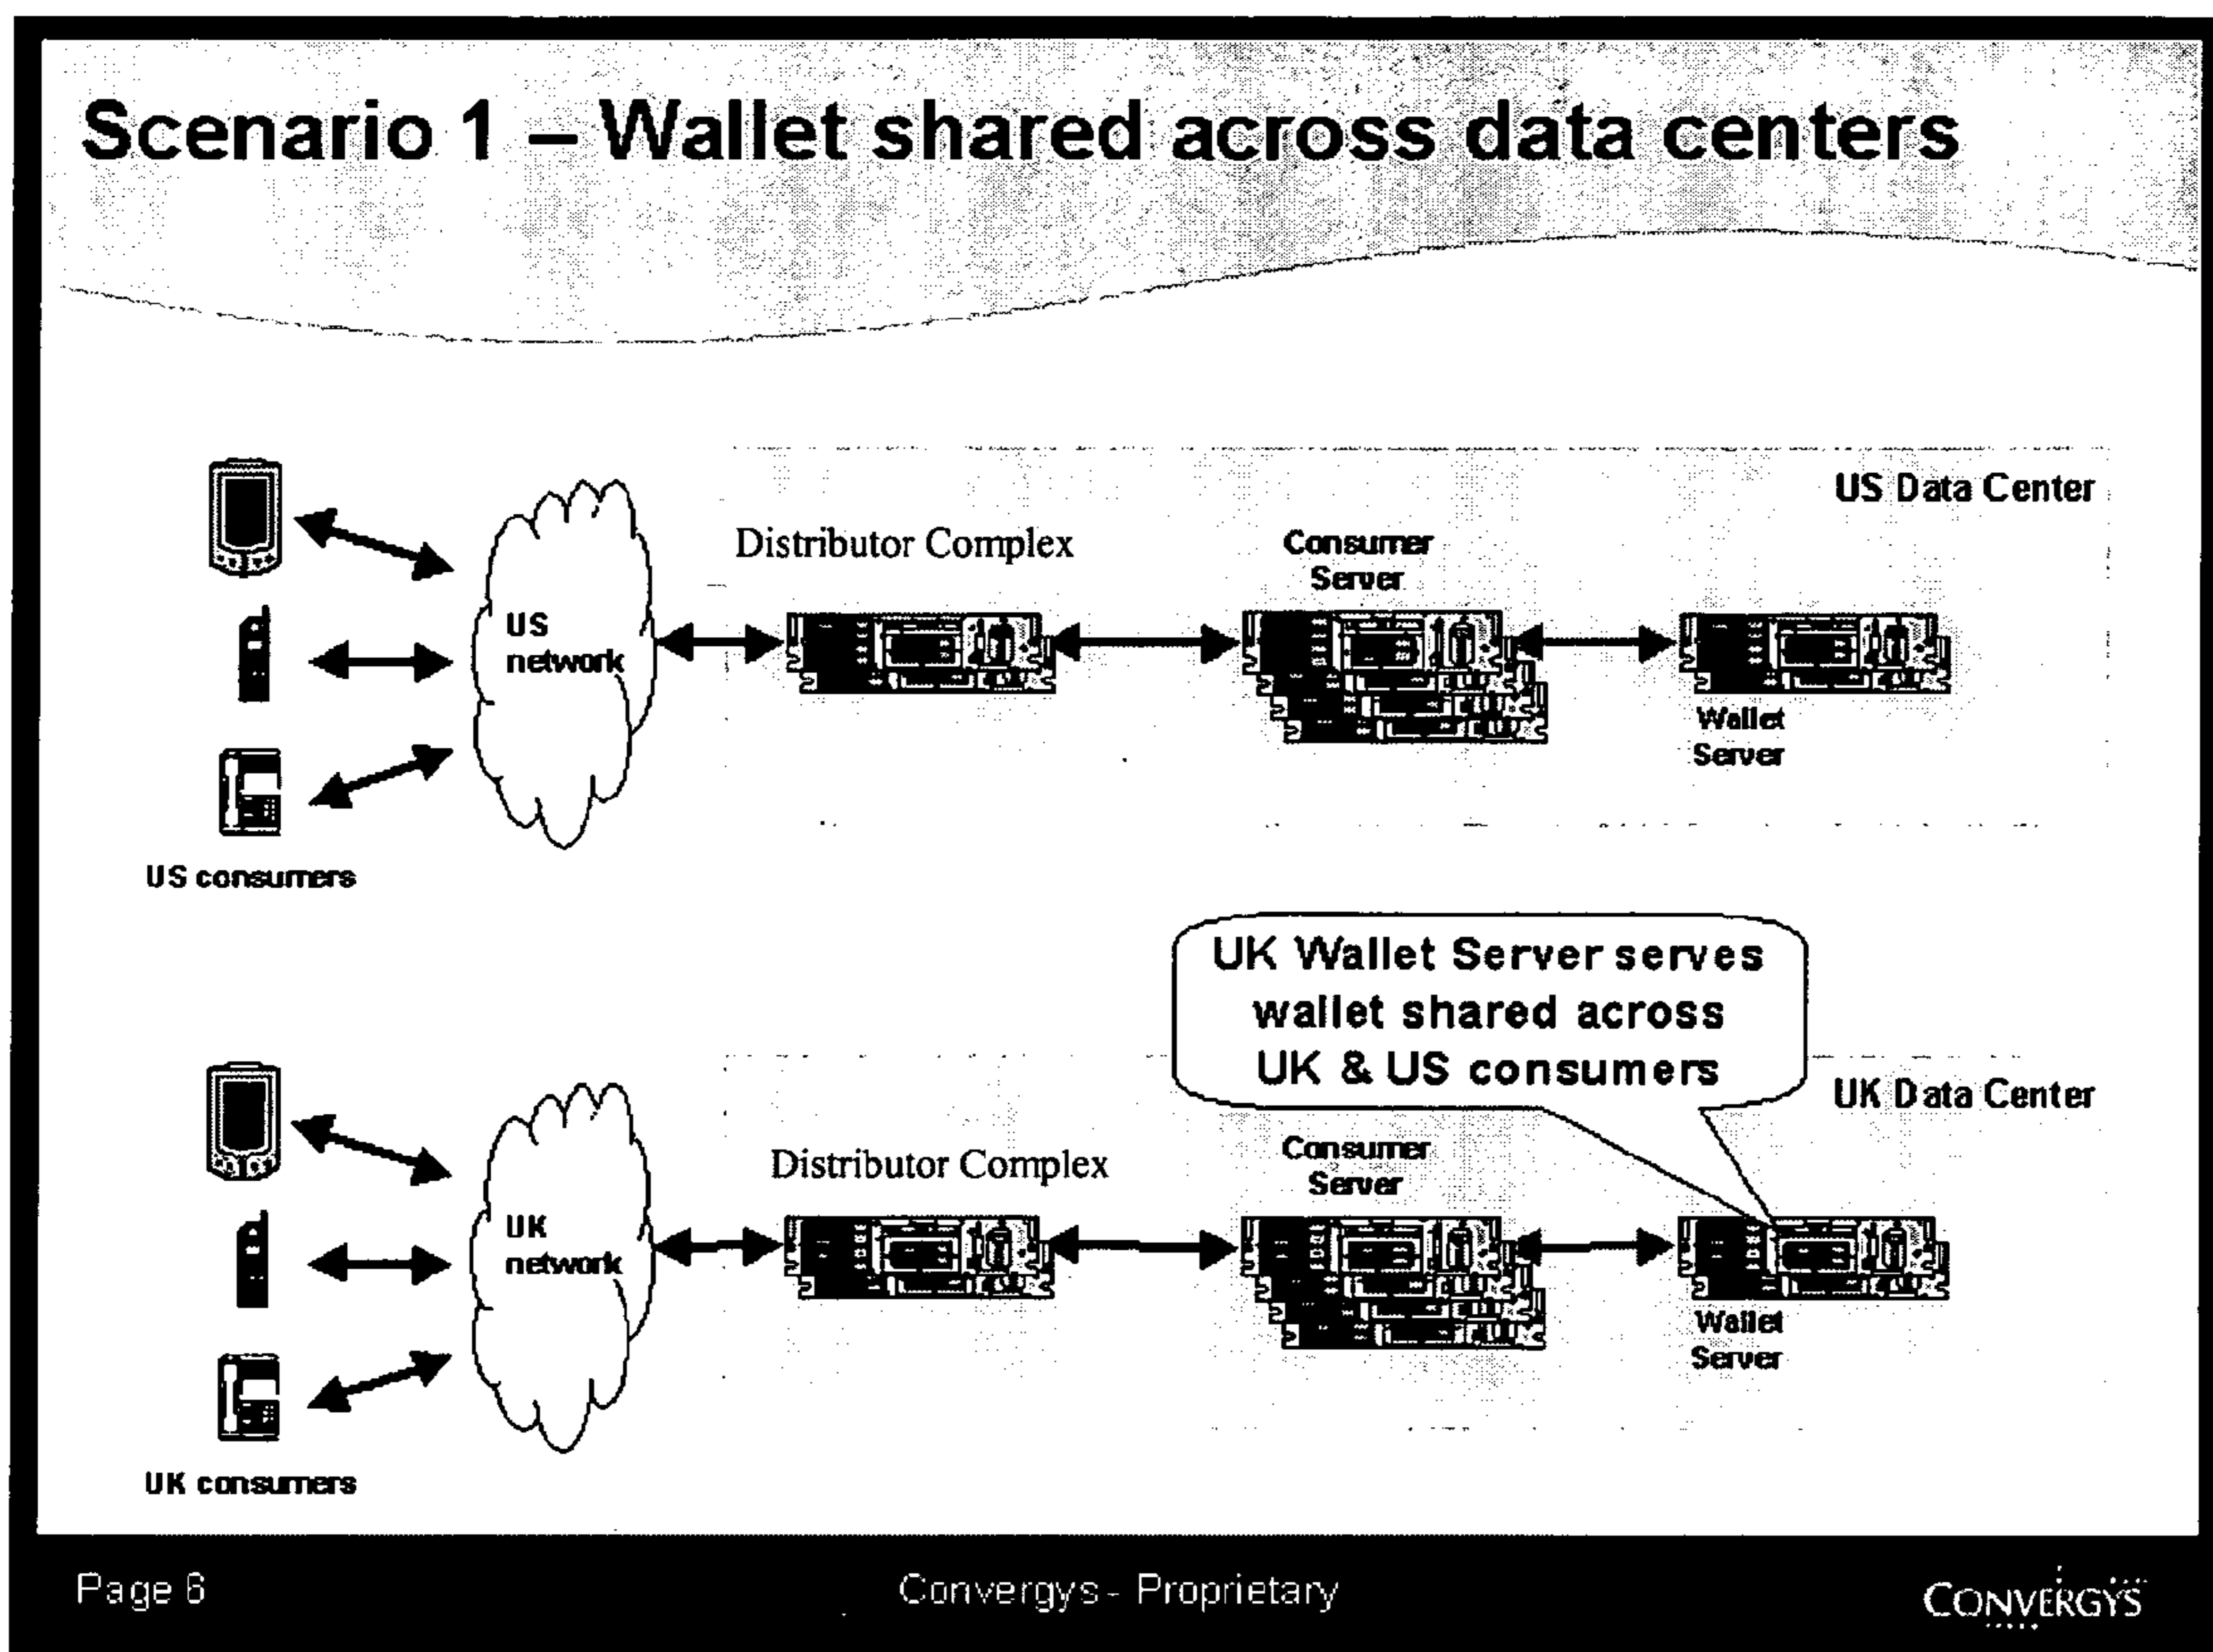 Scenario 1 – Wallet shared across data centers
US Data Center
Distributor Complex
Consumer
Server
US
network
Wallet
Server
US consumers
UK Wallet Server serves
wallet shared across
UK & US consumers
UK Data Center
Distributor Complex
Consumer
Server
UK
network
Wallet
Server
UK consumers
Page 6
Convergys - Proprietary
CONVERGYS